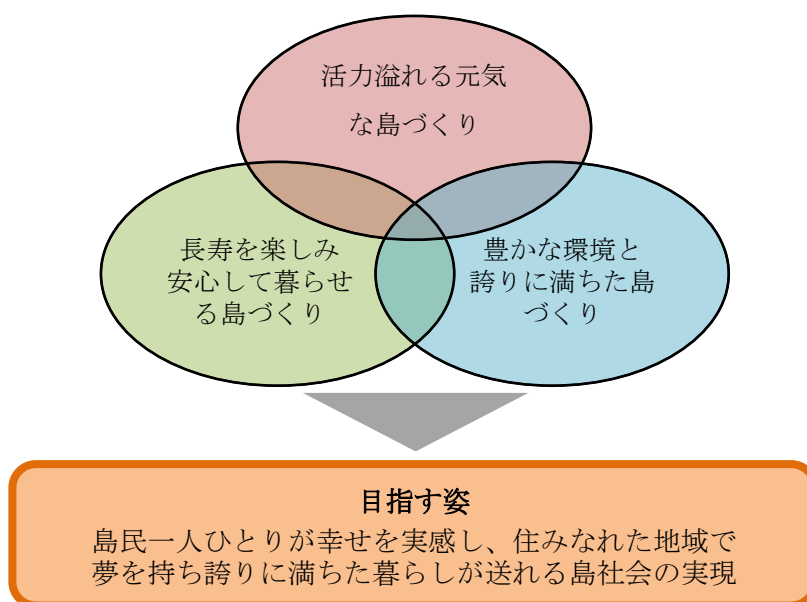 活力溢れる元気
な島づくり
長寿を楽しみ
安心して暮らせ
る島づくり
豊かな環境と
誇りに満ちた島
づくり
目指す姿
島民一人ひとりが幸せを実感し、住みなれた地域で
夢を持ち誇りに満ちた暮らしが送れる島社会の実現